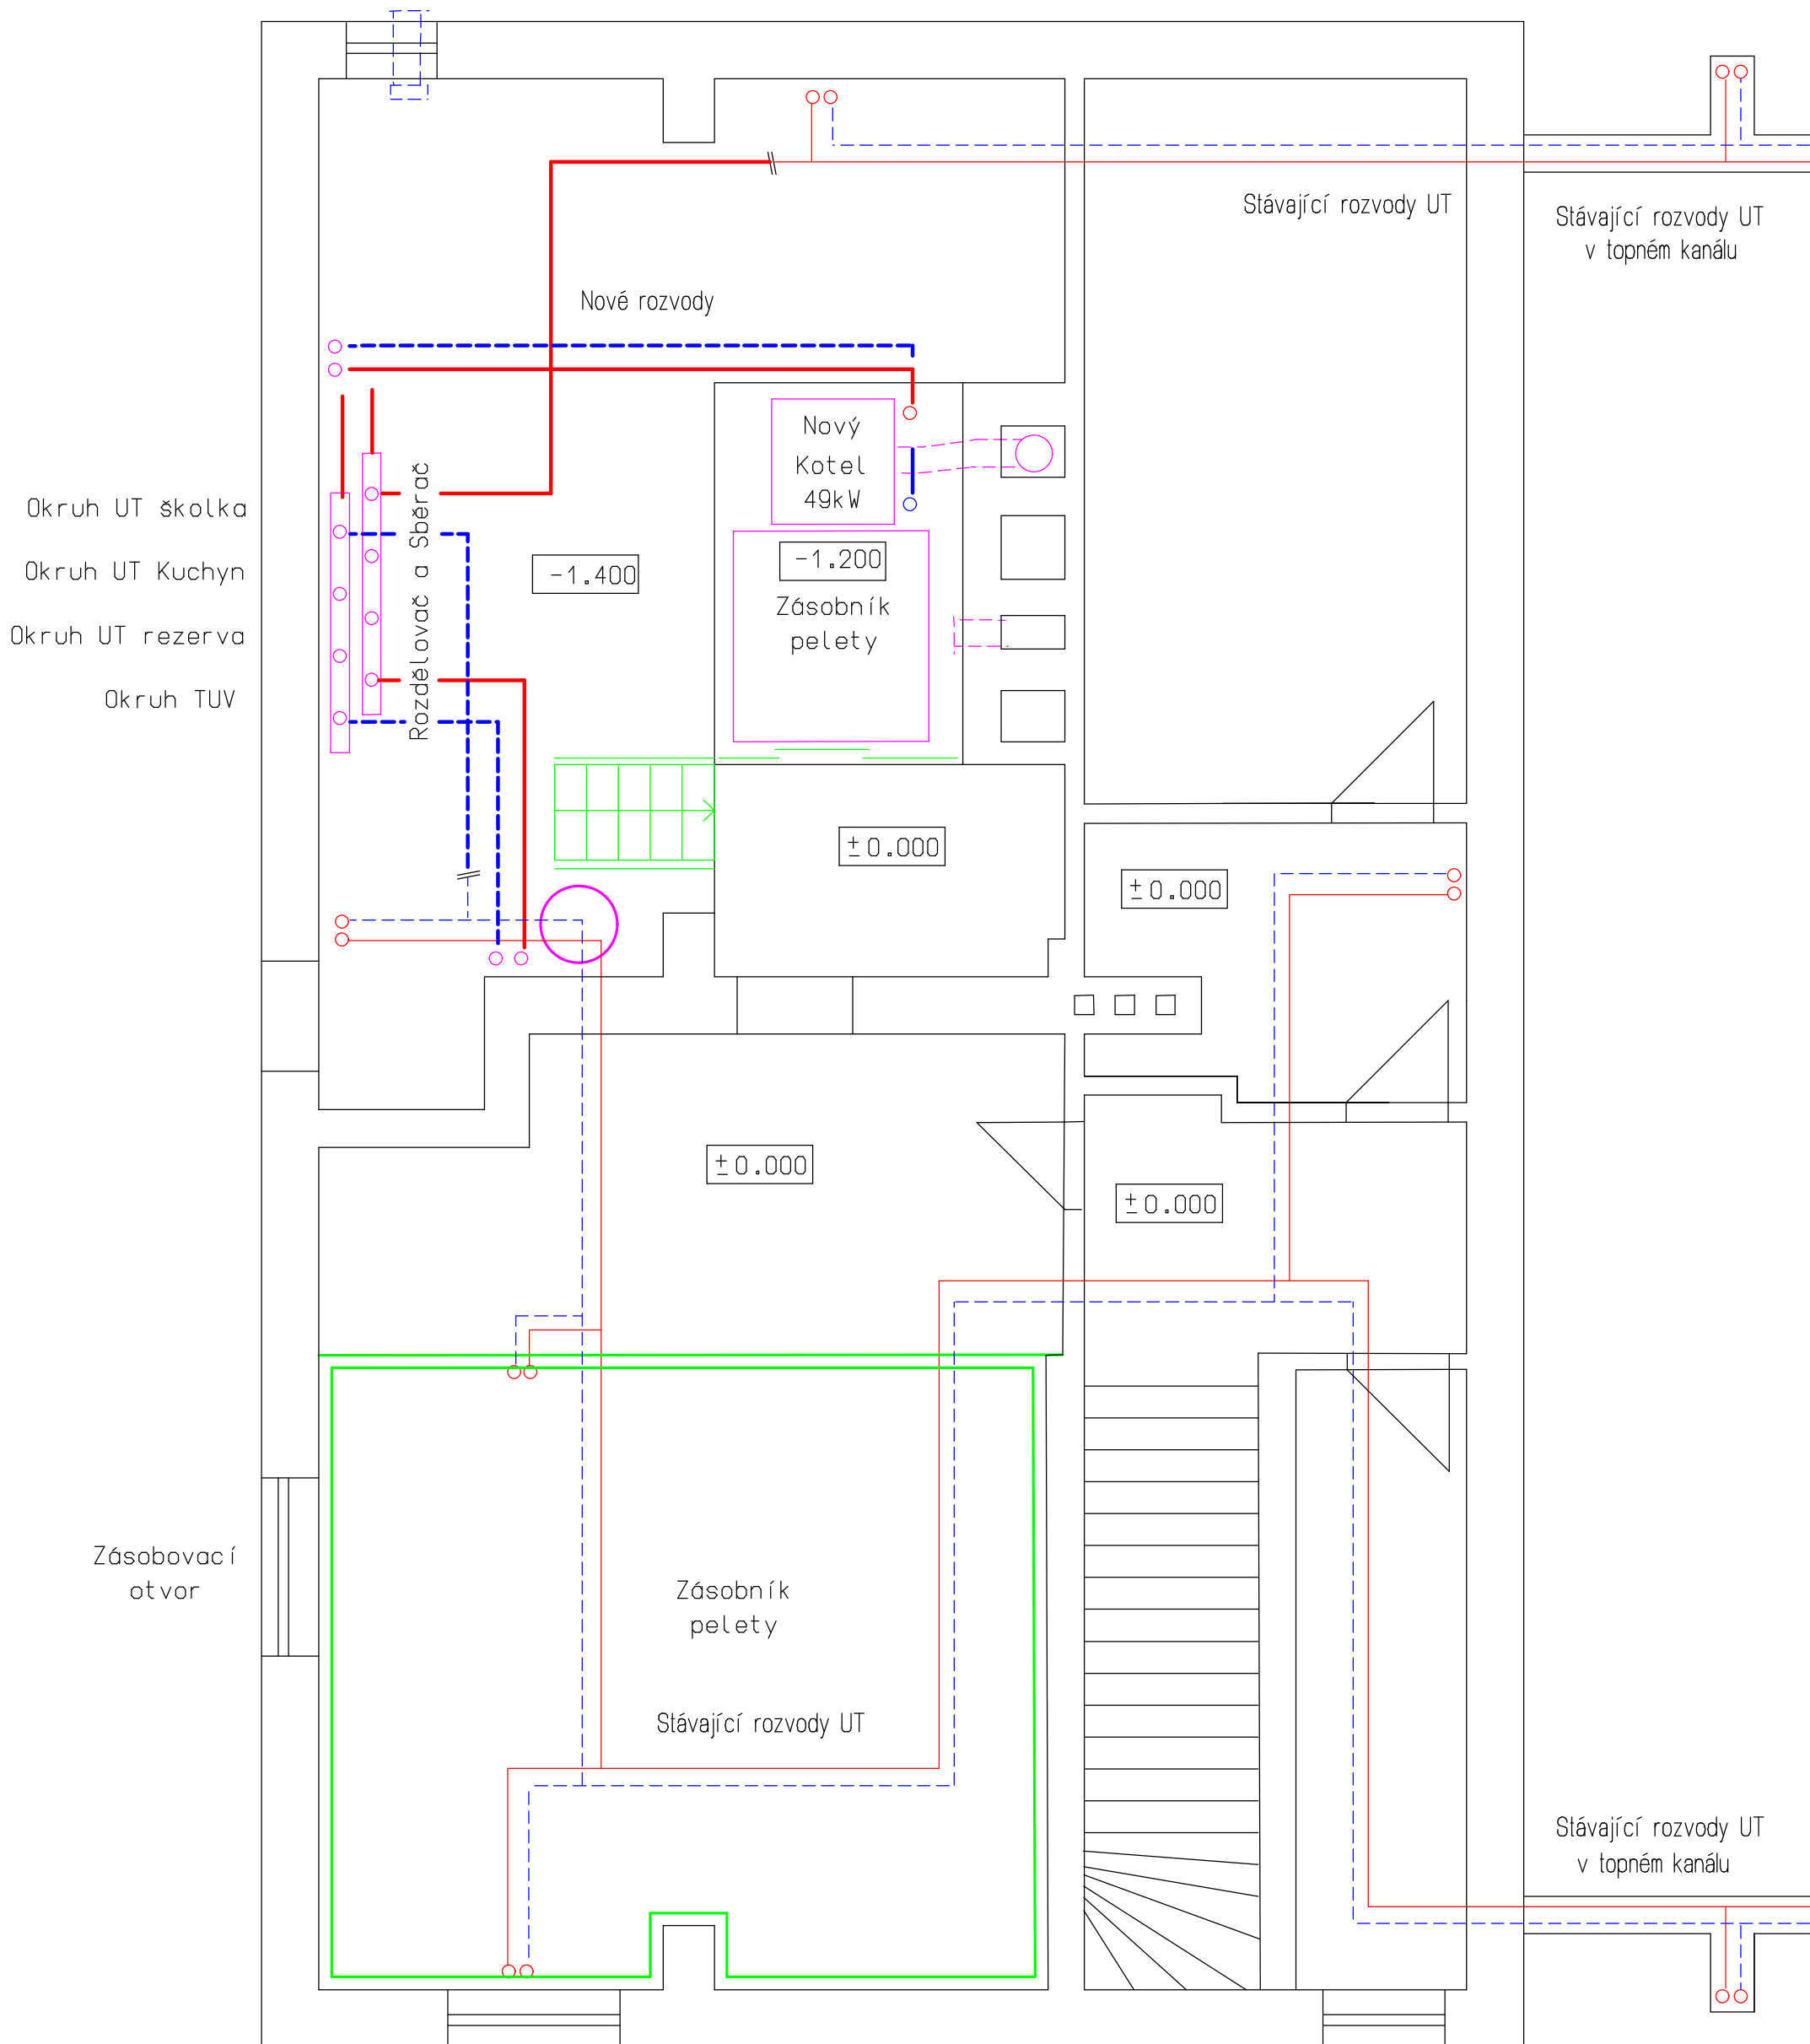 Stávající rozvody UT
Stávající rozvody UT
v topném kanálu
Nové rozvody
Nový
Kotel
49kW
Okruh UT školka
Okruh UT Kuchyn
Okruh UT rezerva
Okruh TUV
Rozdělovač a Sběrač
-1.400
-1.200
Zásobník
pelety
±0.000
±0.000
±0.000
±0.000
Zásobovací
otvor
Zásobník
pelety
Stávající rozvody UT
Stávající rozvody UT
v topném kanálu